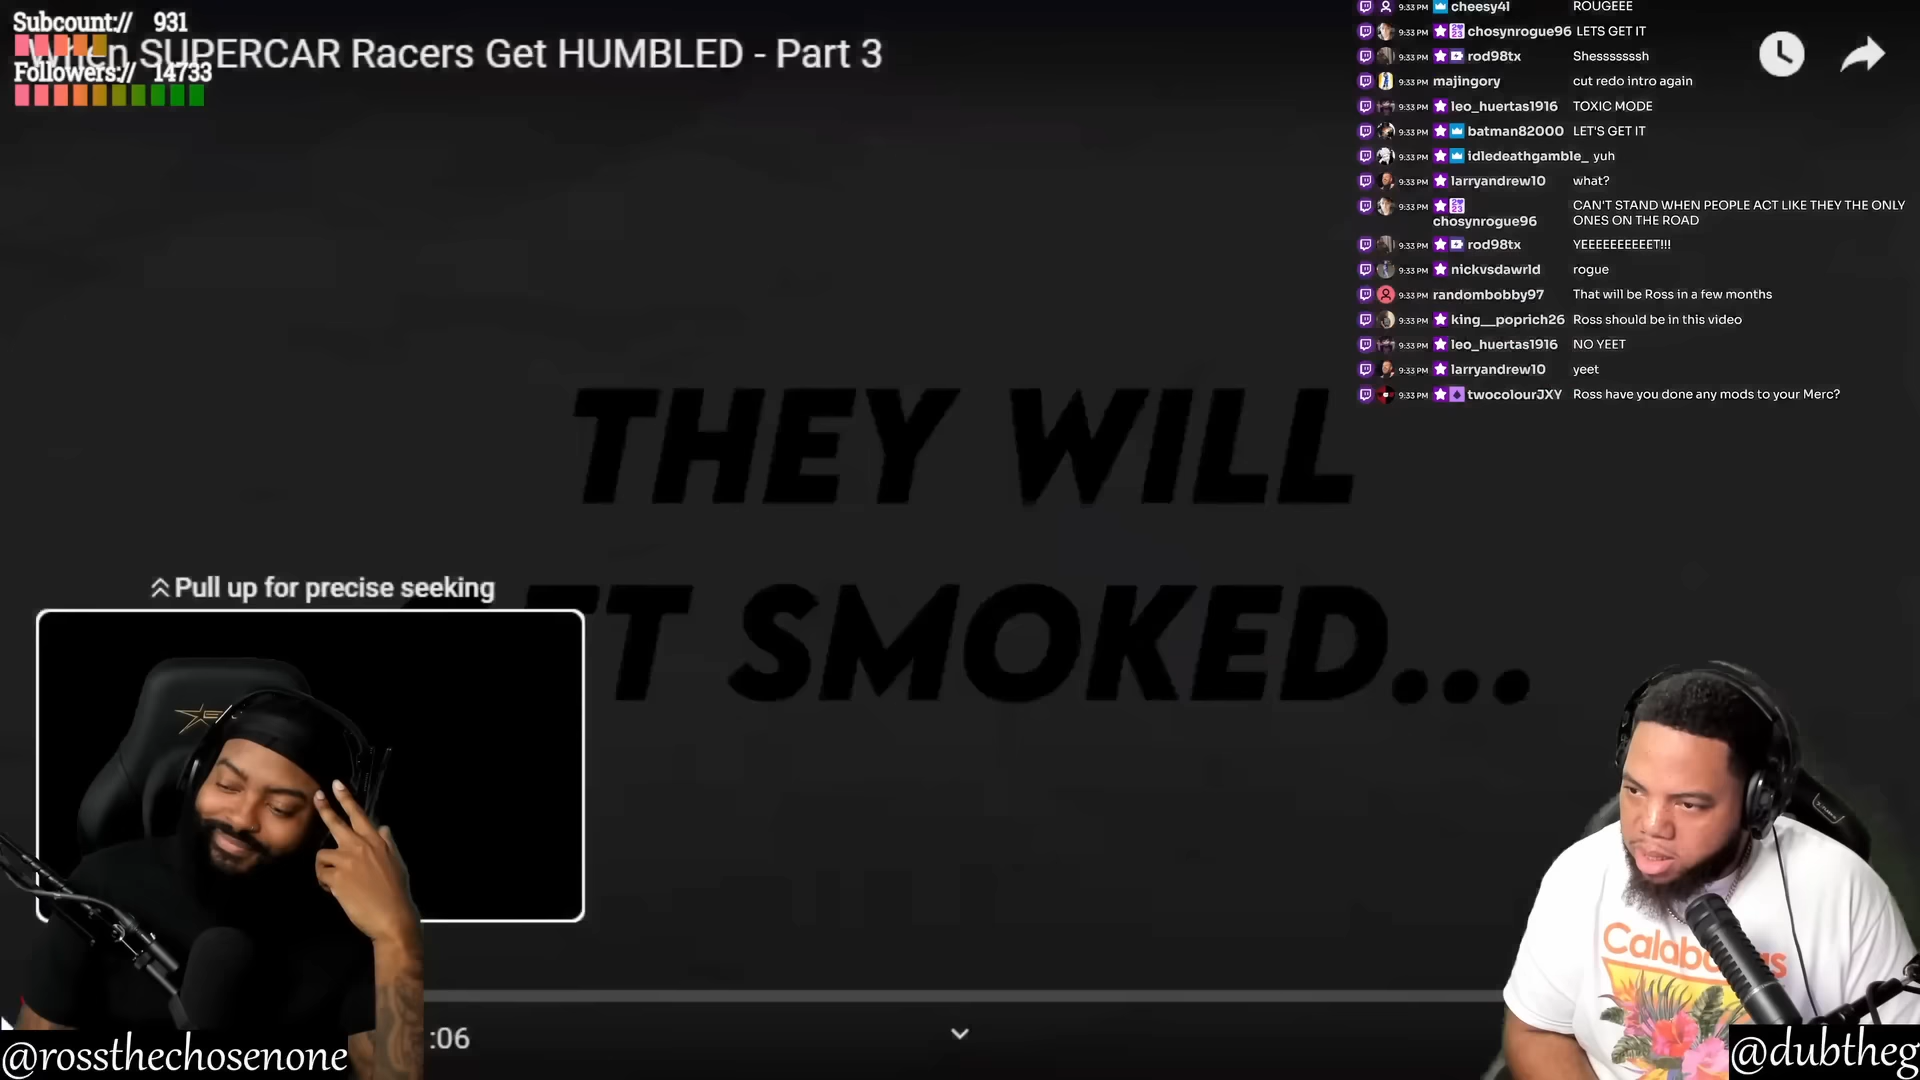 Subcount:// 931
When SUPERCAR Racers Get HUMBLED - Part 3
Followers:// 14733
9:33 PM cheesy41 ROUGEEE
9:33 PM chosynrogue96 LETS GET IT
9:33 PM rod98tx Shesssssssh
9:33 PM majingory cut redo intro again
9:33 PM leo_huertas1916 TOXIC MODE
9:33 PM batman82000 LET'S GET IT
9:33 PM idledeathgamble_ yuh
9:33 PM larryandrew10 what?
9:33 PM chosynrogue96 CAN'T STAND WHEN PEOPLE ACT LIKE THEY THE ONLY
ONES ON THE ROAD
9:33 PM rod98tx YEEEEEEEEEET!!!
9:33 PM nickvsdawrld rogue
9:33 PM randombobby97 That will be Ross in a few months
9:33 PM king__poprich26 Ross should be in this video
9:33 PM leo_huertas1916 NO YEET
9:33 PM larryandrew10 yeet
9:33 PM twocolourJXY Ross have you done any mods to your Merc?
THEY WILL
ET SMOKED...
Pull up for precise seeking
:06
@rossthechosenone
@dubtheg